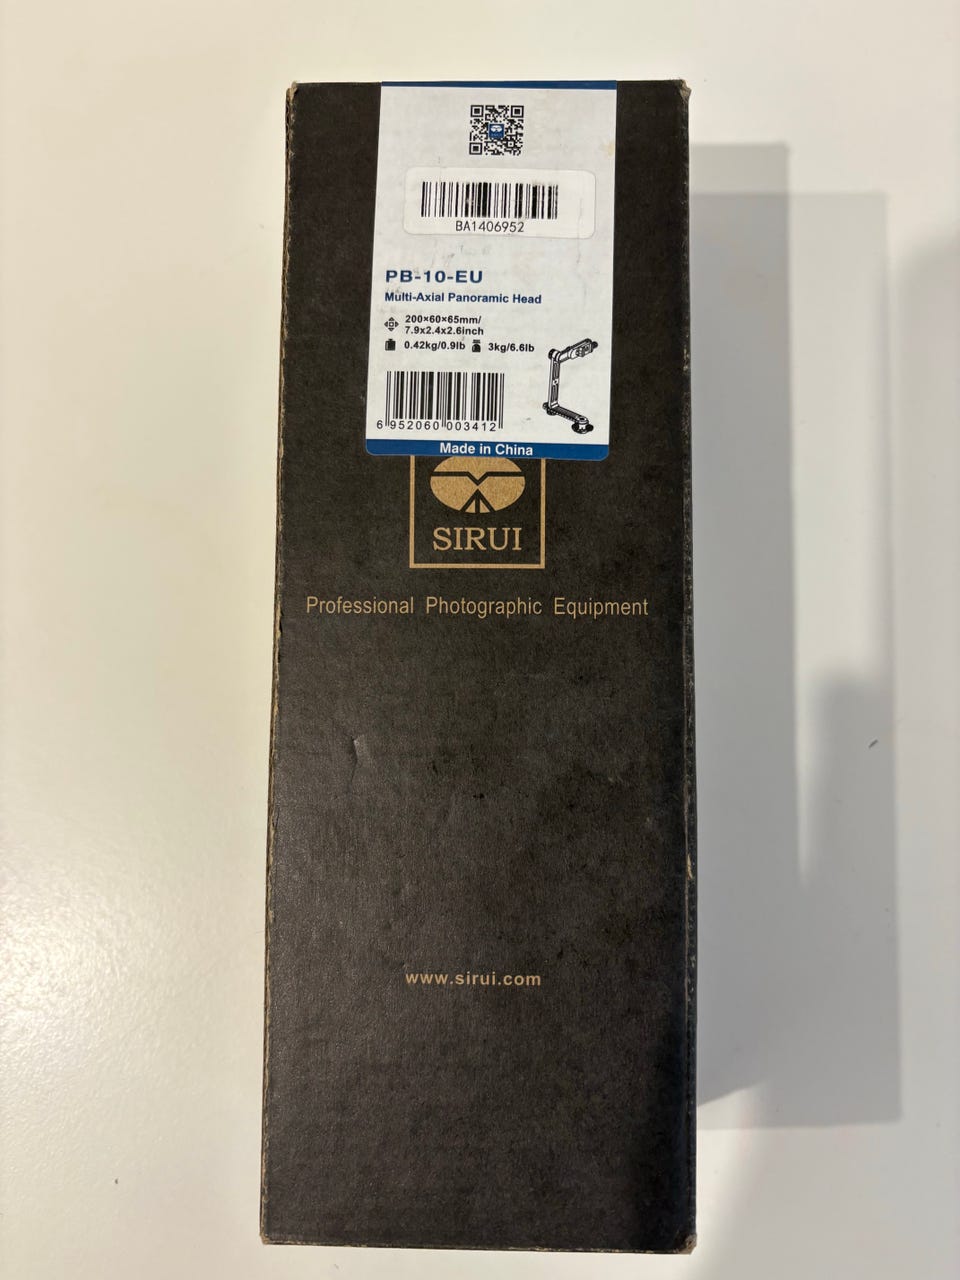 BA1406952
PB-10-EU
Multi-Axial Panoramic Head
200×60×65mm/
7.9x2.4x2.6inch
0.42kg/0.9lb 3kg/6.6lb
6 952060 003412
Made in China
SIRUI
Professional Photographic Equipment
www.sirui.com